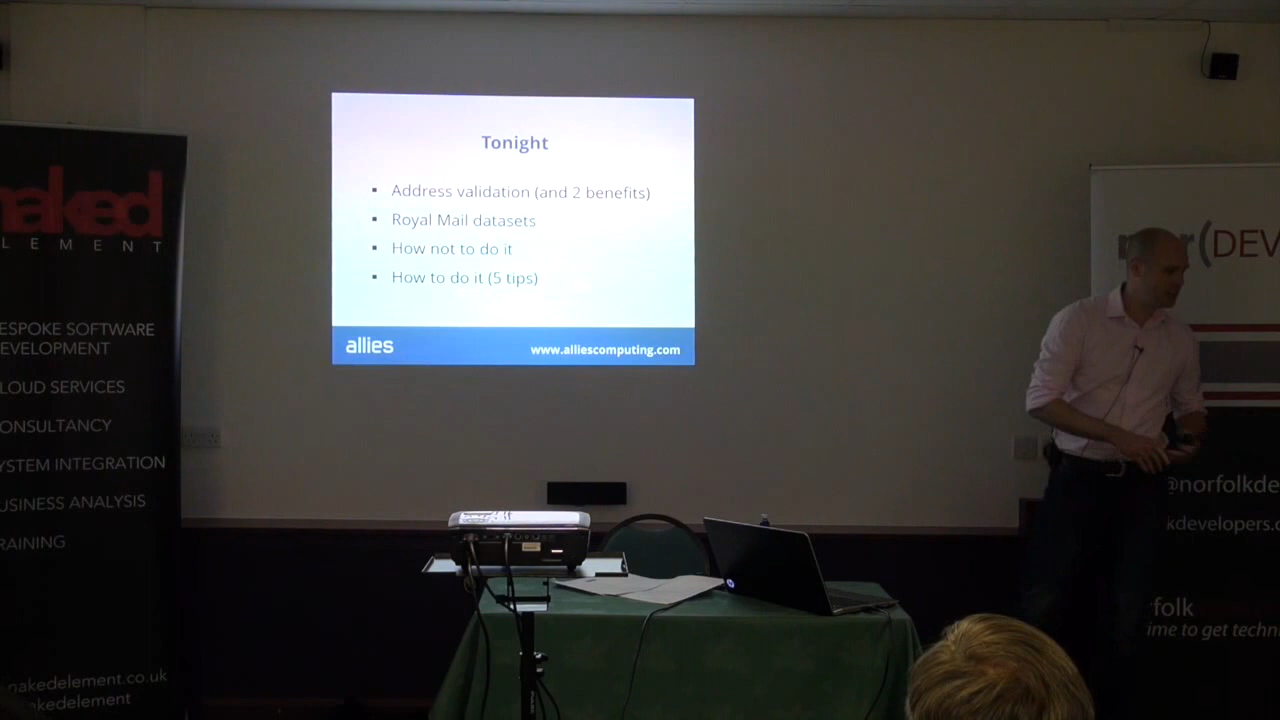 naked
LEMENT
ESPOKE SOFTWARE
EVELOPMENT
LOUD SERVICES
ONSULTANCY
YSTEM INTEGRATION
USINESS ANALYSIS
RAINING
nakedelement.co.uk
nakedelement
Tonight
▪ Address validation (and 2 benefits)
▪ Royal Mail datasets
▪ How not to do it
▪ How to do it (5 tips)
allies
www.alliescomputing.com
(DEV
@norfolkde
kdevelopers.c
rfolk
ime to get techn